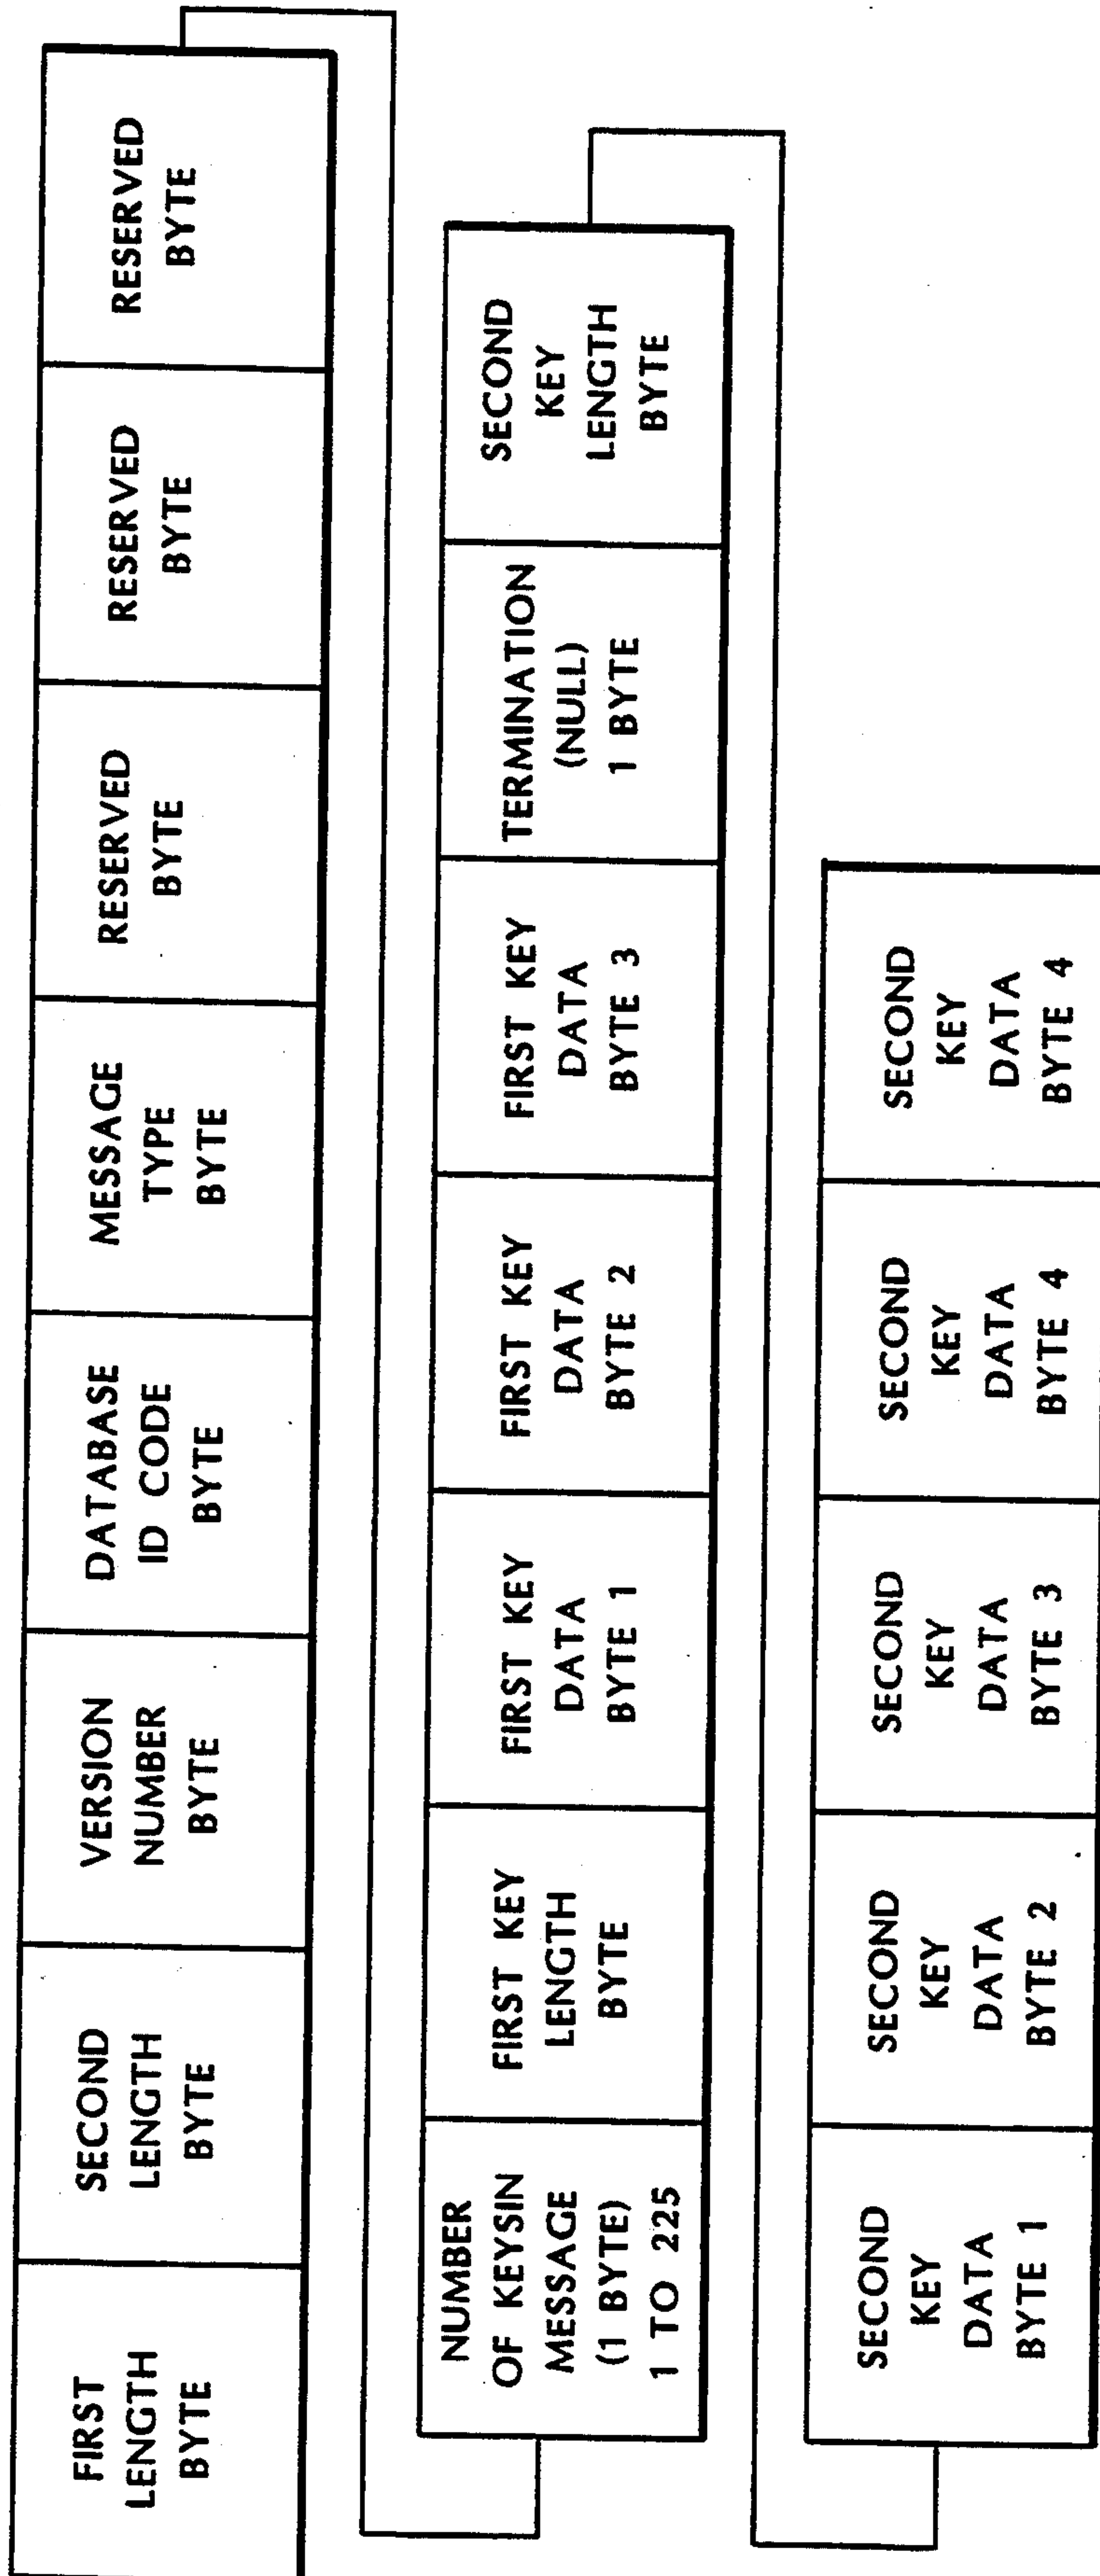 FIRST
LENGTH
BYTE
SECOND
LENGTH
BYTE
VERSION
NUMBER
BYTE
DATABASE
ID CODE
BYTE
MESSAGE
TYPE
BYTE
RESERVED
BYTE
RESERVED
BYTE
RESERVED
BYTE
NUMBER
OF KEYSIN
MESSAGE
(1 BYTE)
1 TO 225
FIRST KEY
LENGTH
BYTE
FIRST KEY
DATA
BYTE 1
FIRST KEY
DATA
BYTE 2
FIRST KEY
DATA
BYTE 3
TERMINATION
(NULL)
1 BYTE
SECOND
KEY
LENGTH
BYTE
SECOND
KEY
DATA
BYTE 1
SECOND
KEY
DATA
BYTE 2
SECOND
KEY
DATA
BYTE 3
SECOND
KEY
DATA
BYTE 4
SECOND
KEY
DATA
BYTE 4